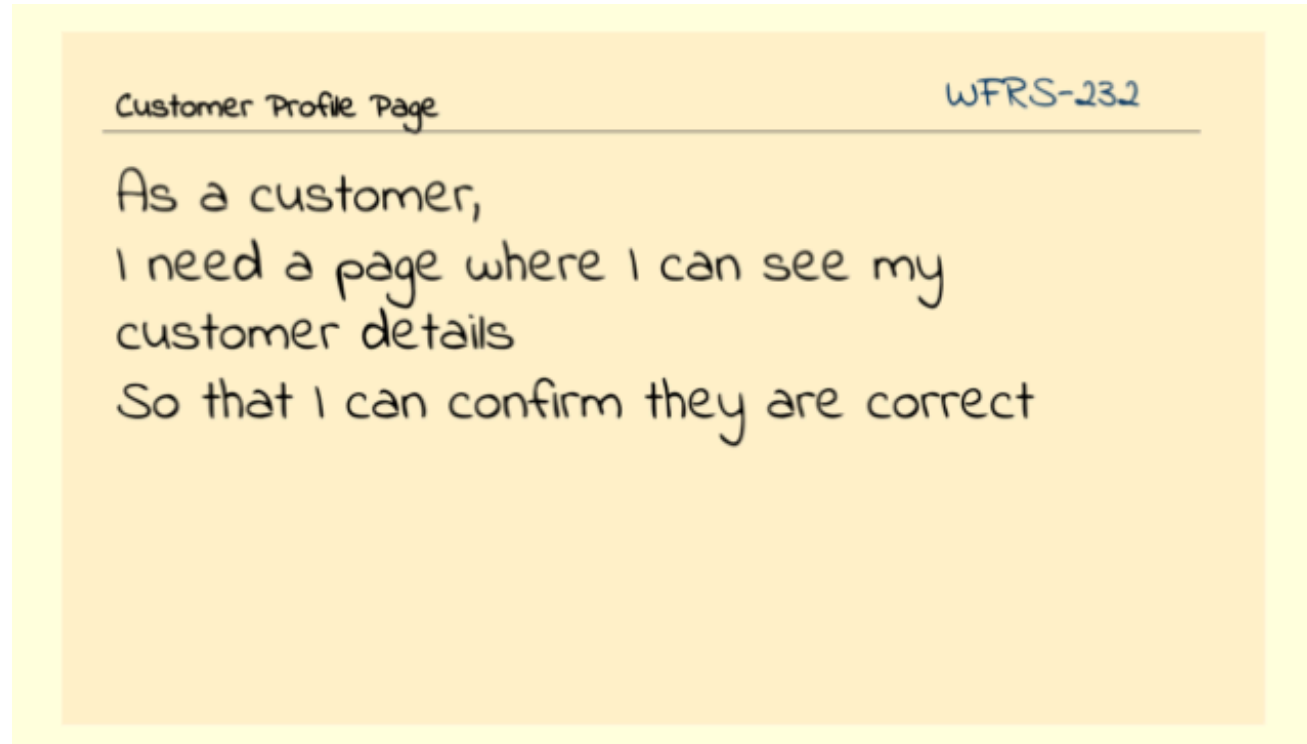 Customer Profile Page
WFRS-232
As a customer,
I need a page where I can see my
customer details
So that I can confirm they are correct